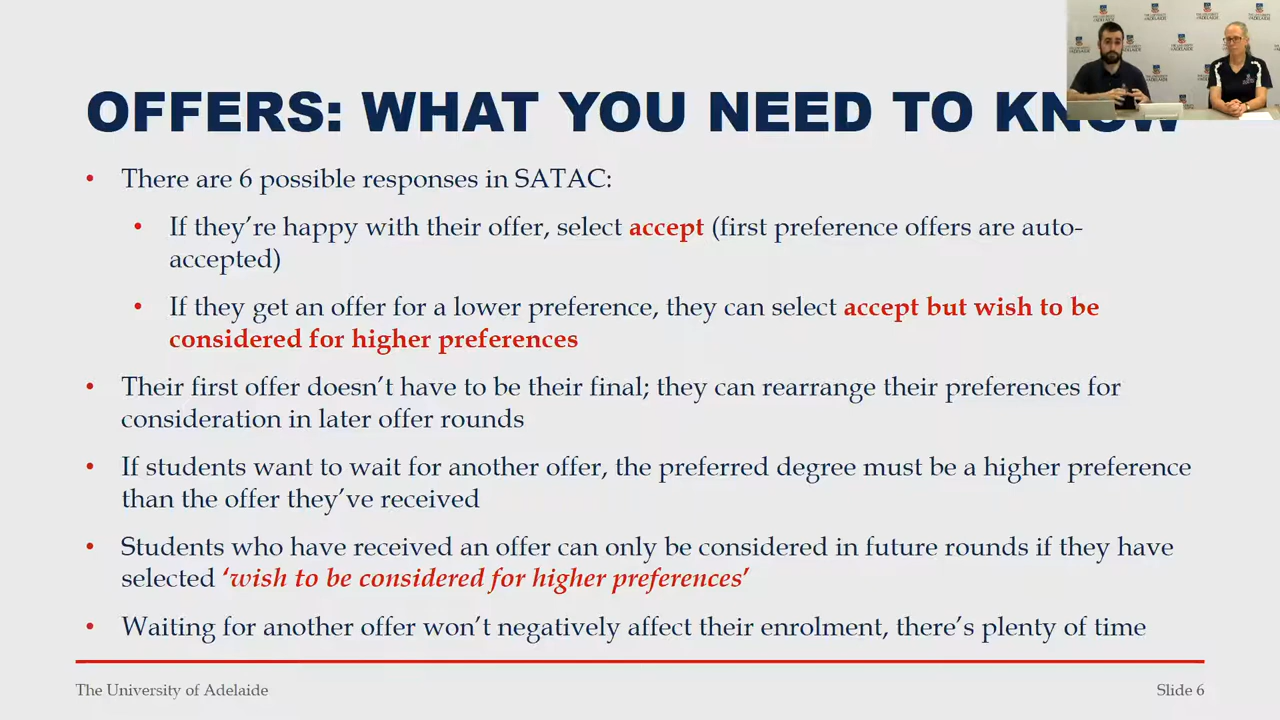 OFFERS: WHAT YOU NEED TO KNOW
• There are 6 possible responses in SATAC:
• If they’re happy with their offer, select accept (first preference offers are auto-
accepted)
• If they get an offer for a lower preference, they can select accept but wish to be
considered for higher preferences
• Their first offer doesn’t have to be their final; they can rearrange their preferences for
consideration in later offer rounds
• If students want to wait for another offer, the preferred degree must be a higher preference
than the offer they’ve received
• Students who have received an offer can only be considered in future rounds if they have
selected ‘wish to be considered for higher preferences’
• Waiting for another offer won’t negatively affect their enrolment, there’s plenty of time
The University of Adelaide
Slide 6